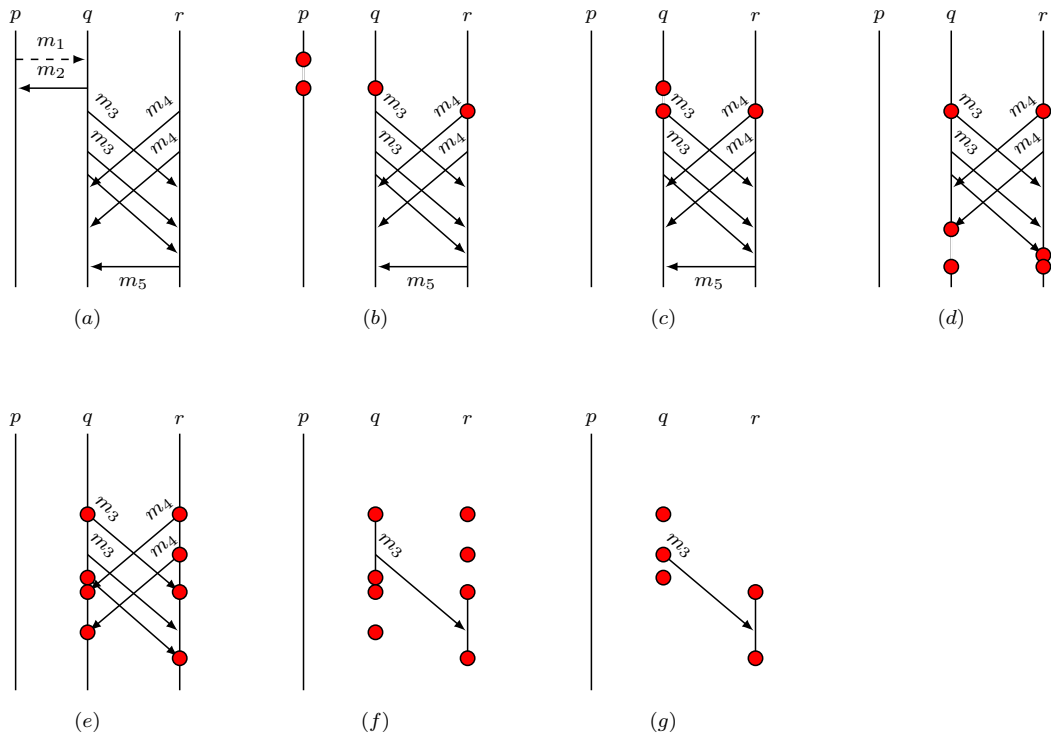 p q r p q r p q r p q r
m₁
m₂
m₃ m₄ m₃ m₄ m₃ m₄ m₃ m₄
m₃ m₄ m₃ m₄ m₃ m₄ m₃ m₄
m₅ m₅ m₅
(a) (b) (c) (d)
p q r p q r p q r
m₃ m₄
m₃ m₄ m₃ m₃
(e) (f) (g)